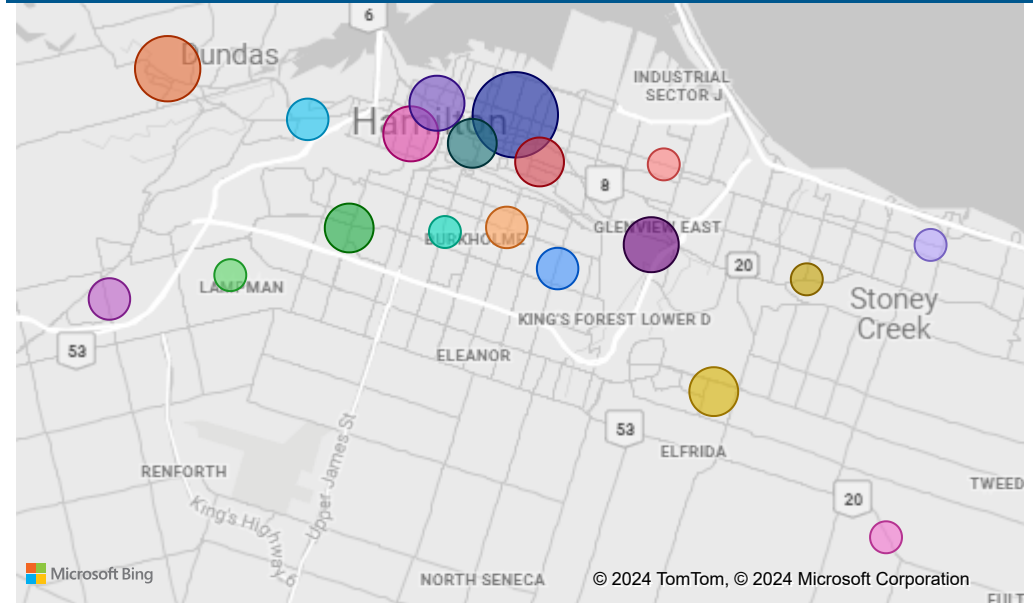 6
Dundas
INDUSTRIAL
SECTOR J
Hamilton
8
GLENVIEW EAST
BURKHOLME
20
LAMPMAN
Stoney
Creek
KING'S FOREST LOWER D
53
ELEANOR
53
ELFRIDA
RENFORTH
Upper James St
TWEED
20
King's Highway 6
Microsoft Bing
NORTH SENECA
© 2024 TomTom, © 2024 Microsoft Corporation
FULT